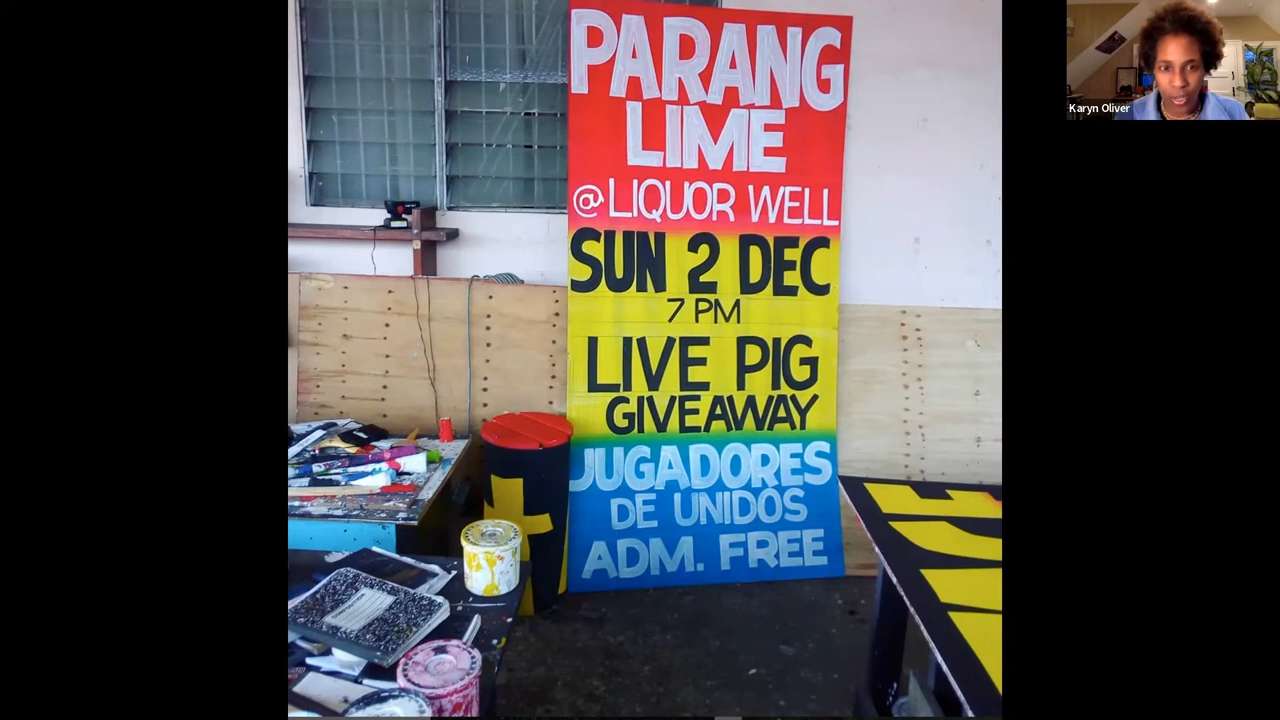 PARANG
LIME
@ LIQUOR WELL
SUN 2 DEC
7 PM
LIVE PIG
GIVEAWAY
JUGADORES
DE UNIDOS
ADM. FREE
Karyn Oliver